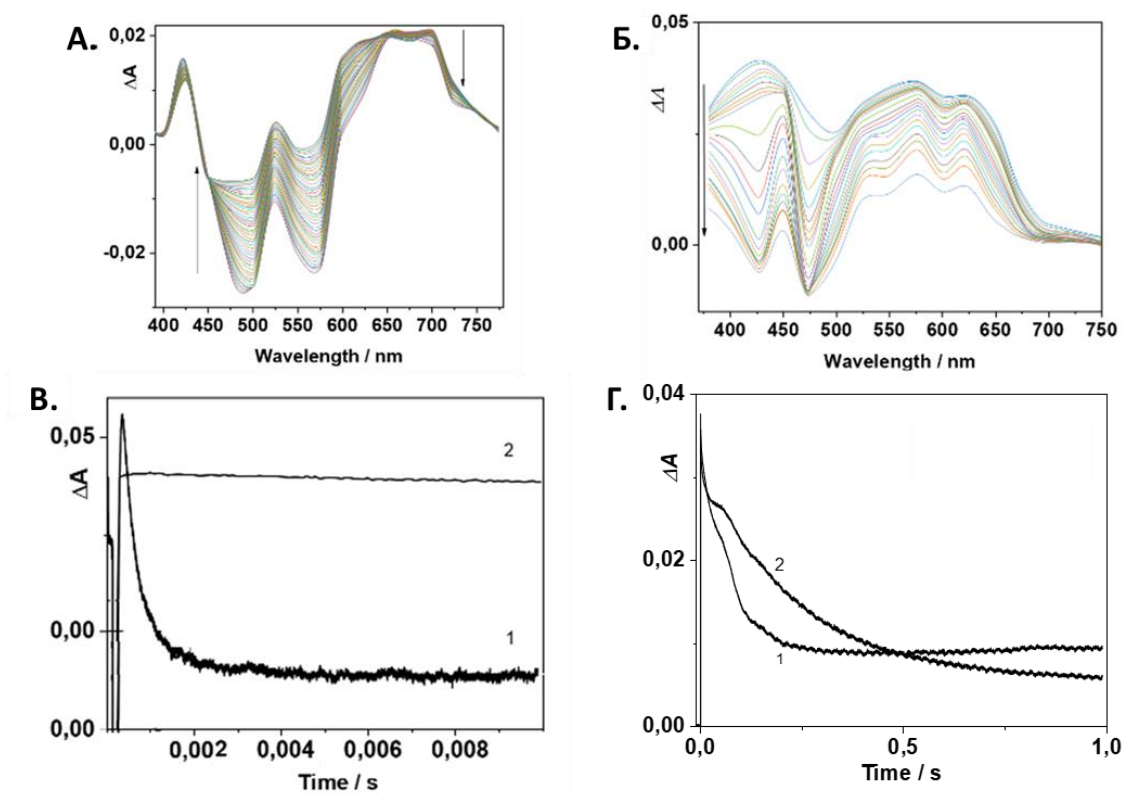 А.
0,02
0,00
-0,02
ΔA
400 450 500 550 600 650 700 750
Wavelength / nm
Б.
0,05
0,00
ΔA
400 450 500 550 600 650 700 750
Wavelength / nm
В.
0,05
0,00
0,00
ΔA
2
1
0,002 0,004 0,006 0,008
Time / s
Г.
0,04
0,02
0,00
ΔA
2
1
0,0 0,5 1,0
Time / s